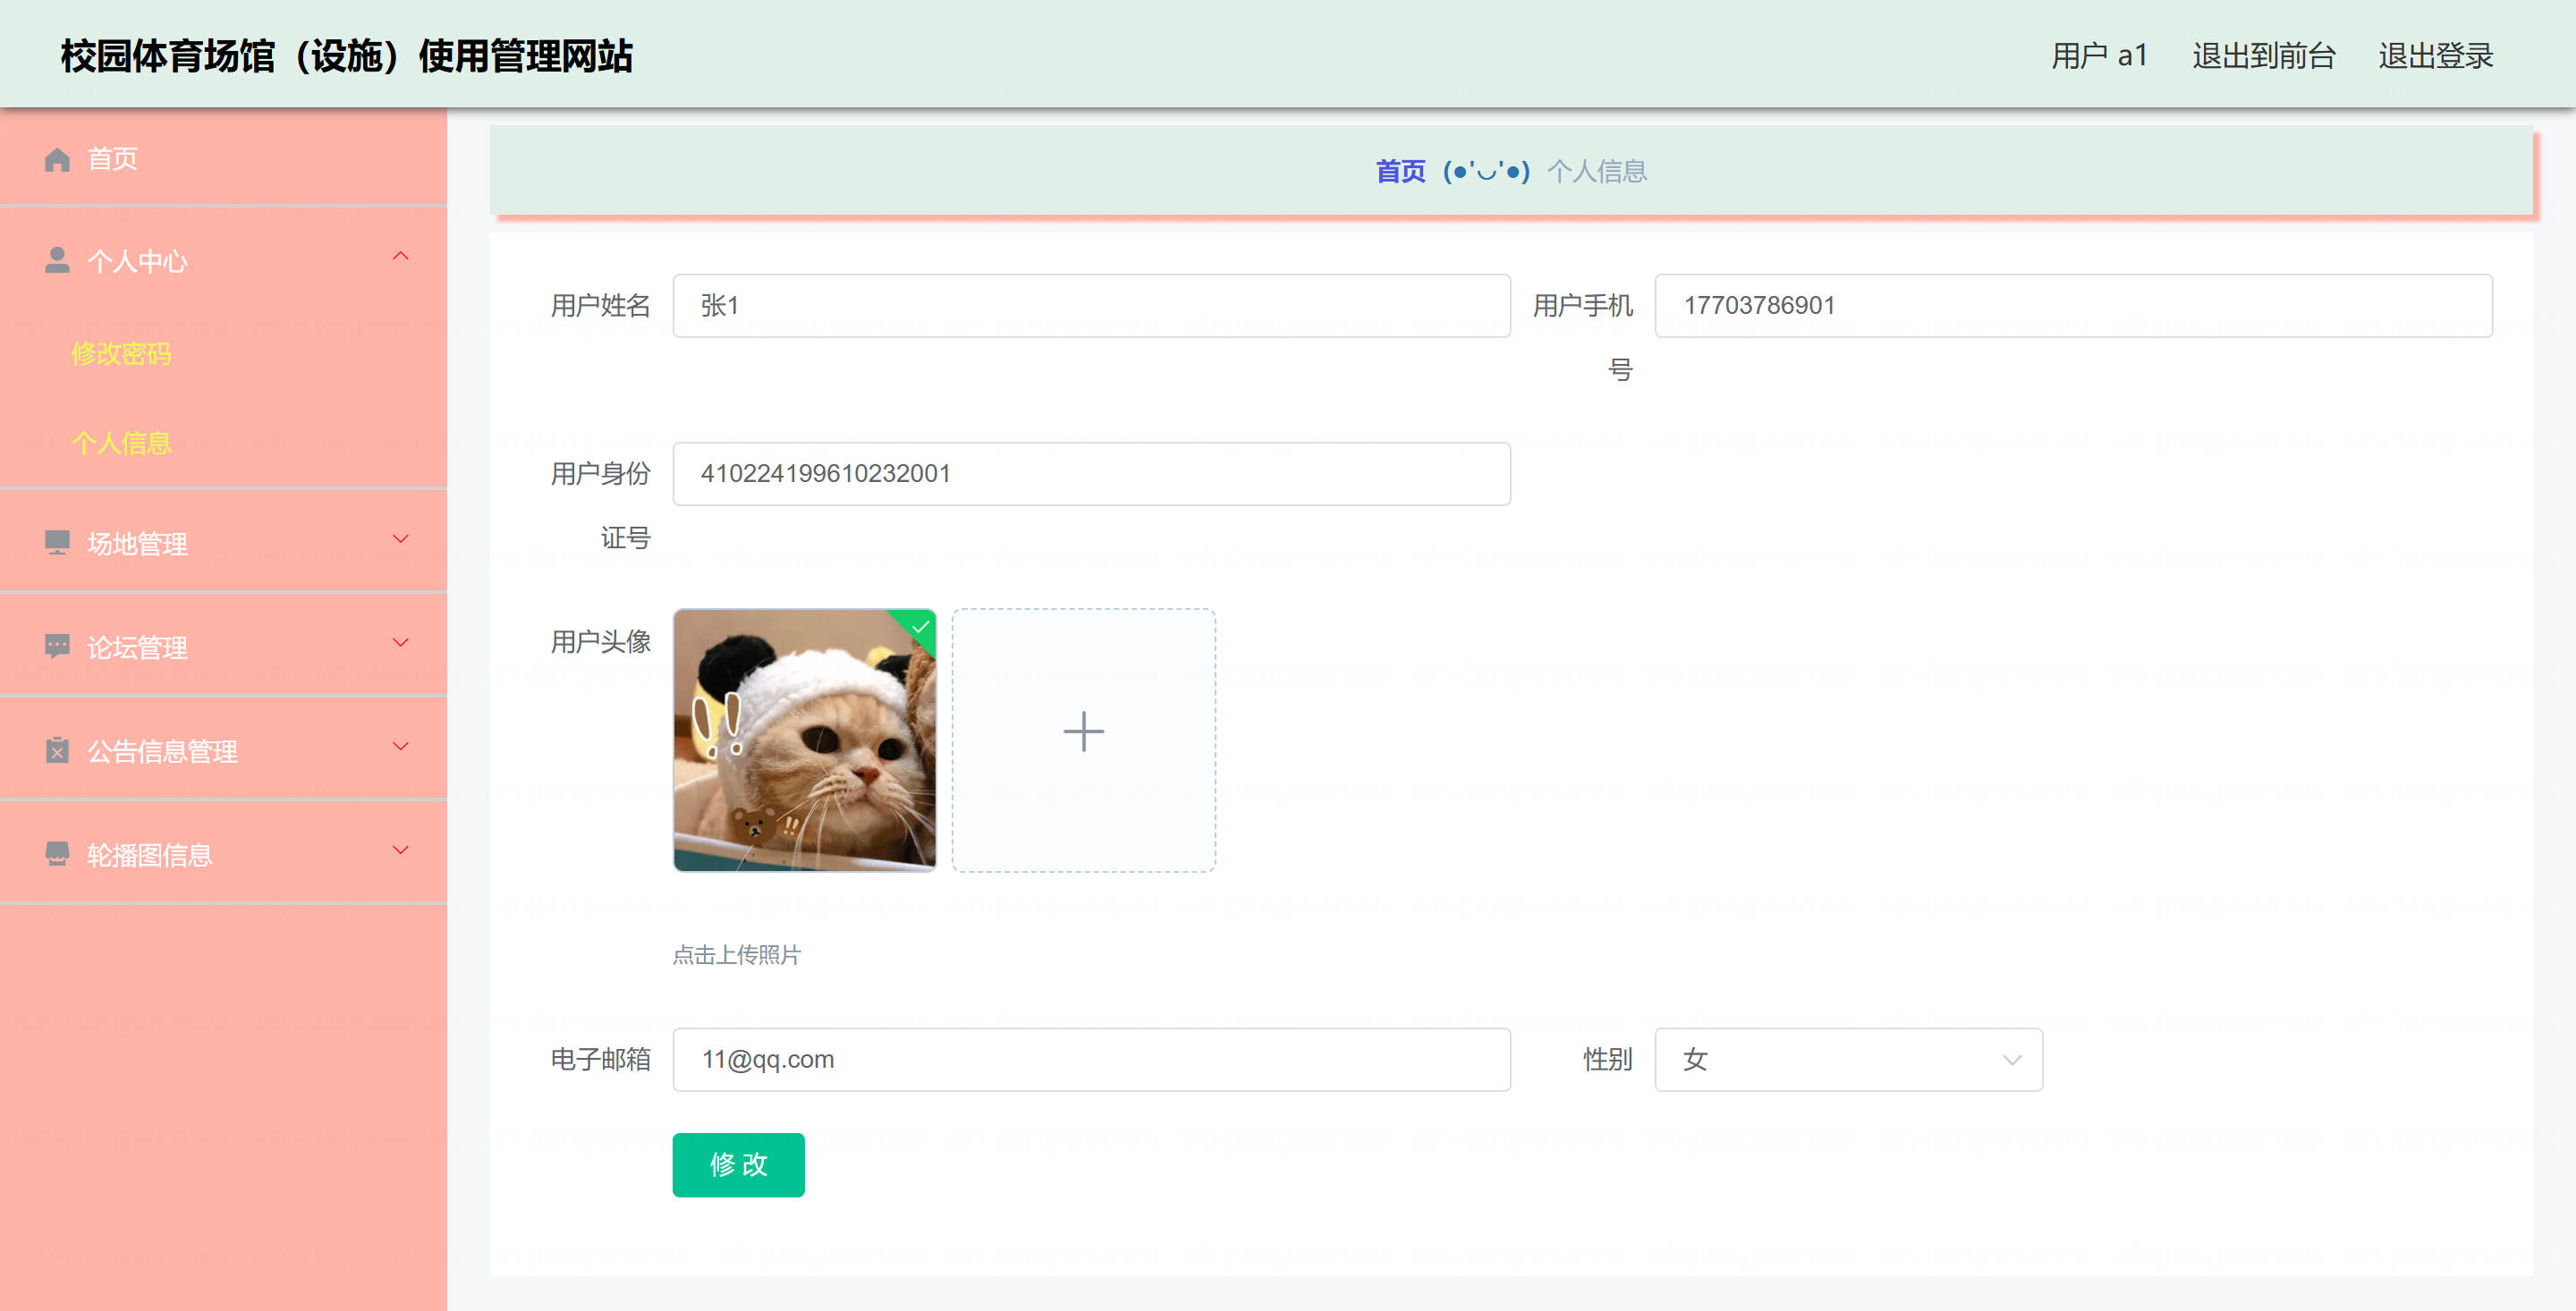 校园体育场馆（设施）使用管理网站
用户 a1 退出到前台 退出登录
首页
个人中心
修改密码
个人信息
场地管理
论坛管理
公告信息管理
轮播图信息
首页 (●'◡'●) 个人信息
用户姓名 张1
用户手机号 17703786901
用户身份证号 410224199610232001
用户头像
点击上传照片
电子邮箱 11@qq.com
性别 女
修 改